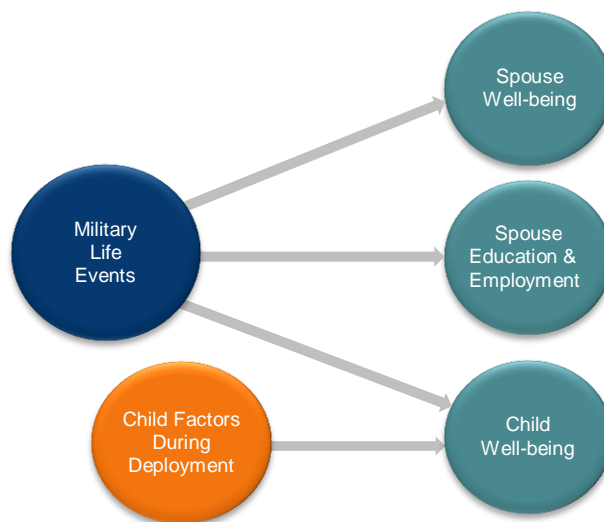 Spouse
Well-being
Military
Life
Events
Spouse
Education &
Employment
Child Factors
During
Deployment
Child
Well-being